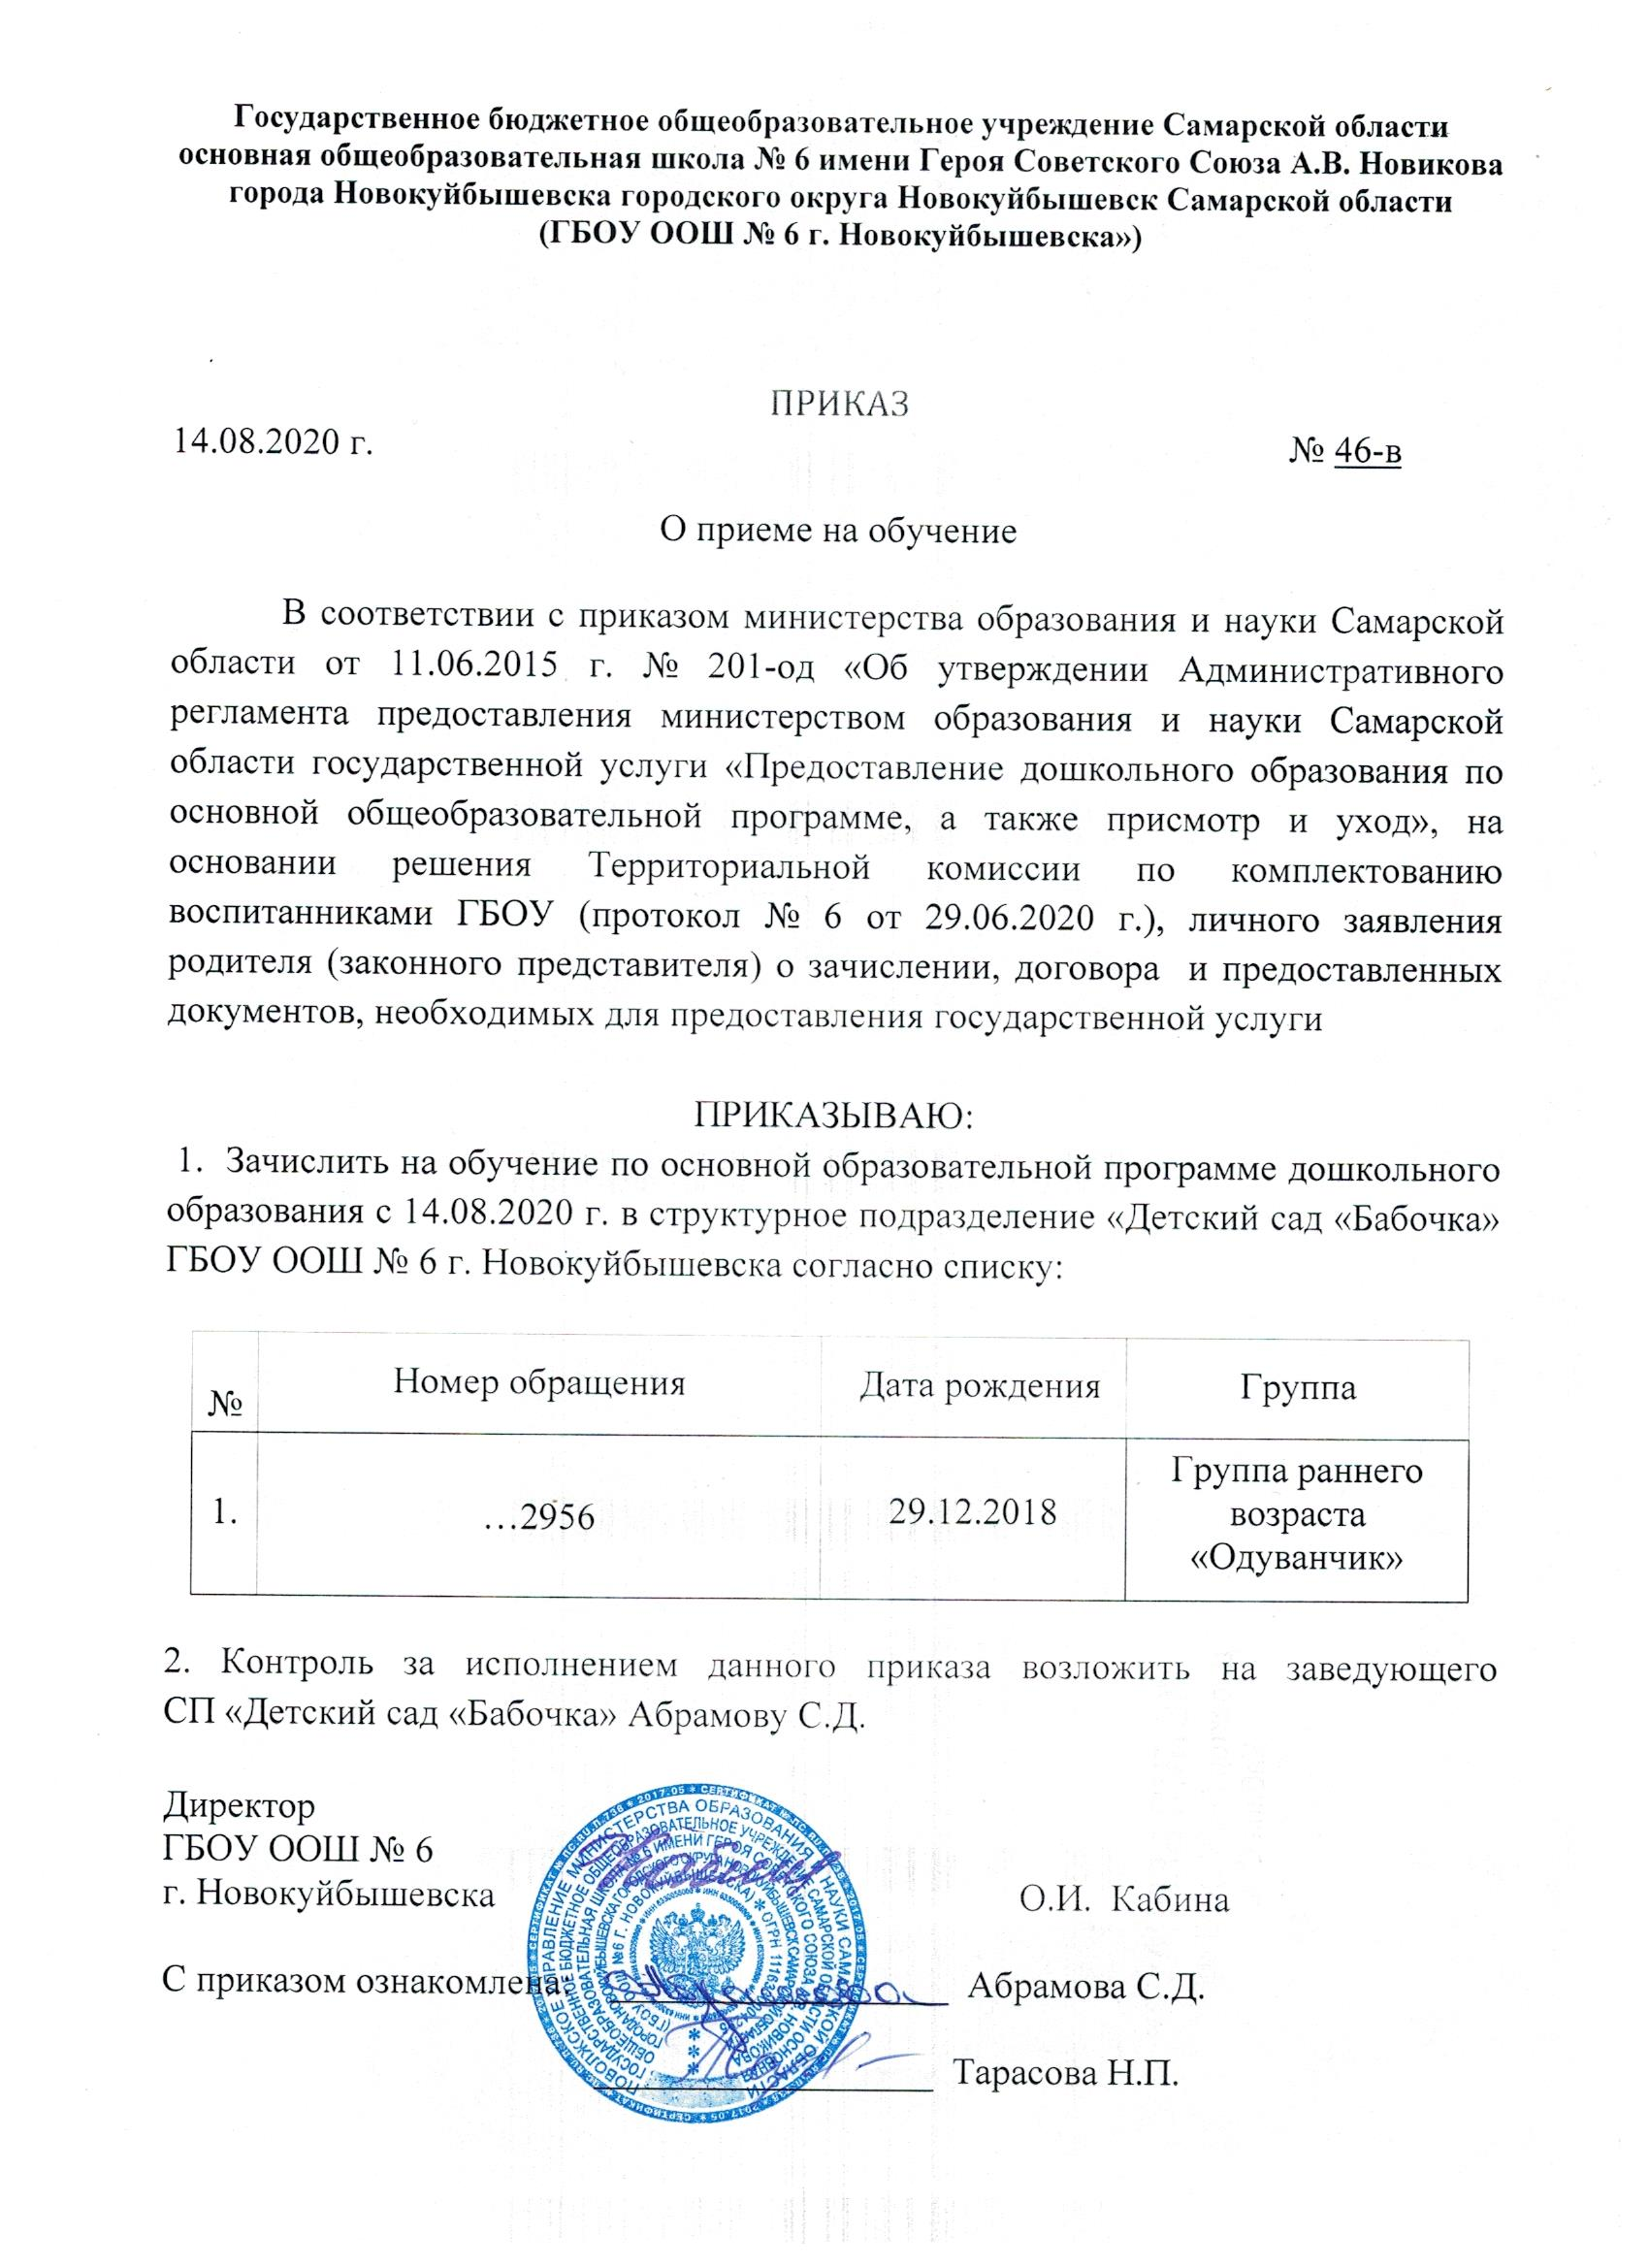 Государственное бюджетное общеобразовательное учреждение Самарской области
основная общеобразовательная школа № 6 имени Героя Советского Союза А.В. Новикова
города Новокуйбышевска городского округа Новокуйбышевск Самарской области
(ГБОУ ООШ № 6 г. Новокуйбышевска»)
ПРИКАЗ
14.08.2020 г. № 46-в
О приеме на обучение
В соответствии с приказом министерства образования и науки Самарской
области от 11.06.2015 г. № 201-од «Об утверждении Административного
регламента предоставления министерством образования и науки Самарской
области государственной услуги «Предоставление дошкольного образования по
основной общеобразовательной программе, а также присмотр и уход», на
основании решения Территориальной комиссии по комплектованию
воспитанниками ГБОУ (протокол № 6 от 29.06.2020 г.), личного заявления
родителя (законного представителя) о зачислении, договора и предоставленных
документов, необходимых для предоставления государственной услуги
ПРИКАЗЫВАЮ:
1. Зачислить на обучение по основной образовательной программе дошкольного
образования с 14.08.2020 г. в структурное подразделение «Детский сад «Бабочка»
ГБОУ ООШ № 6 г. Новокуйбышевска согласно списку:
№ Номер обращения Дата рождения Группа
1. …2956 29.12.2018 Группа раннего
возраста
«Одуванчик»
2. Контроль за исполнением данного приказа возложить на заведующего
СП «Детский сад «Бабочка» Абрамову С.Д.
Директор
ГБОУ ООШ № 6
г. Новокуйбышевска О.И. Кабина
С приказом ознакомлена: Абрамова С.Д.
Тарасова Н.П.